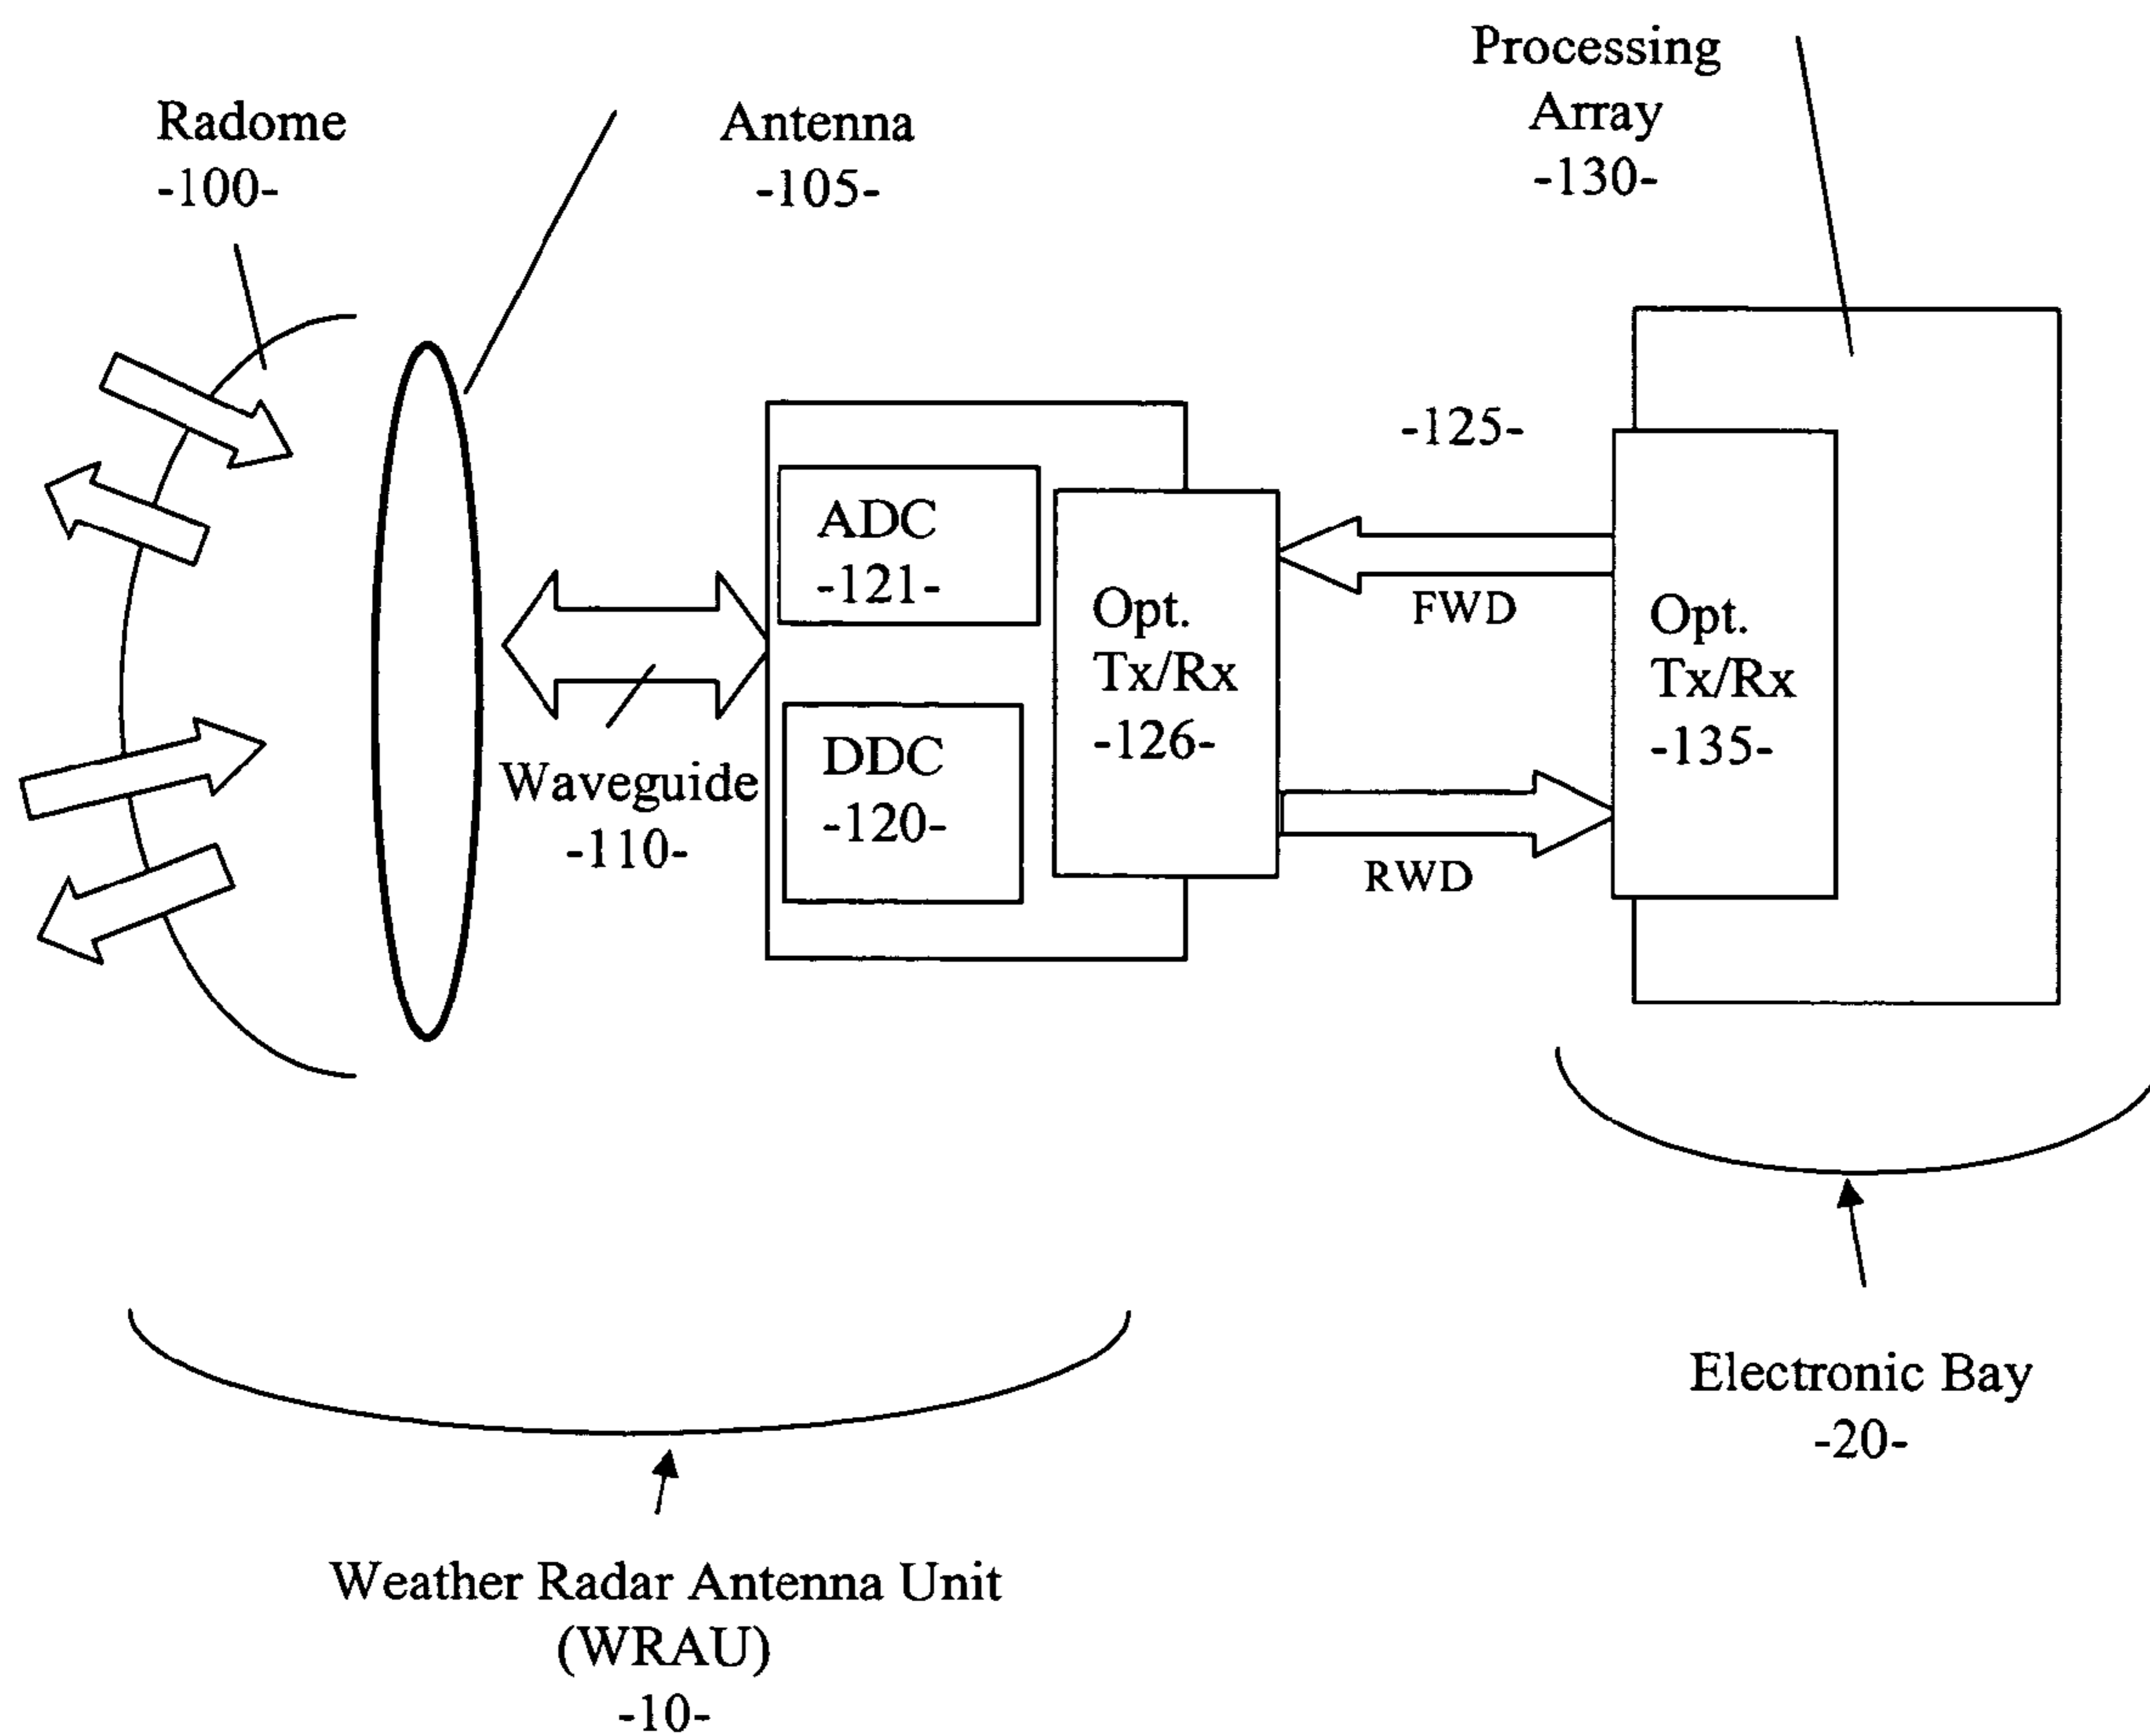 Radome
-100-
Antenna
-105-
Processing
Array
-130-
ADC
-121-
DDC
-120-
Opt.
Tx/Rx
-126-
-125-
FWD
RWD
Opt.
Tx/Rx
-135-
Waveguide
-110-
Electronic Bay
-20-
Weather Radar Antenna Unit
(WRAU)
-10-